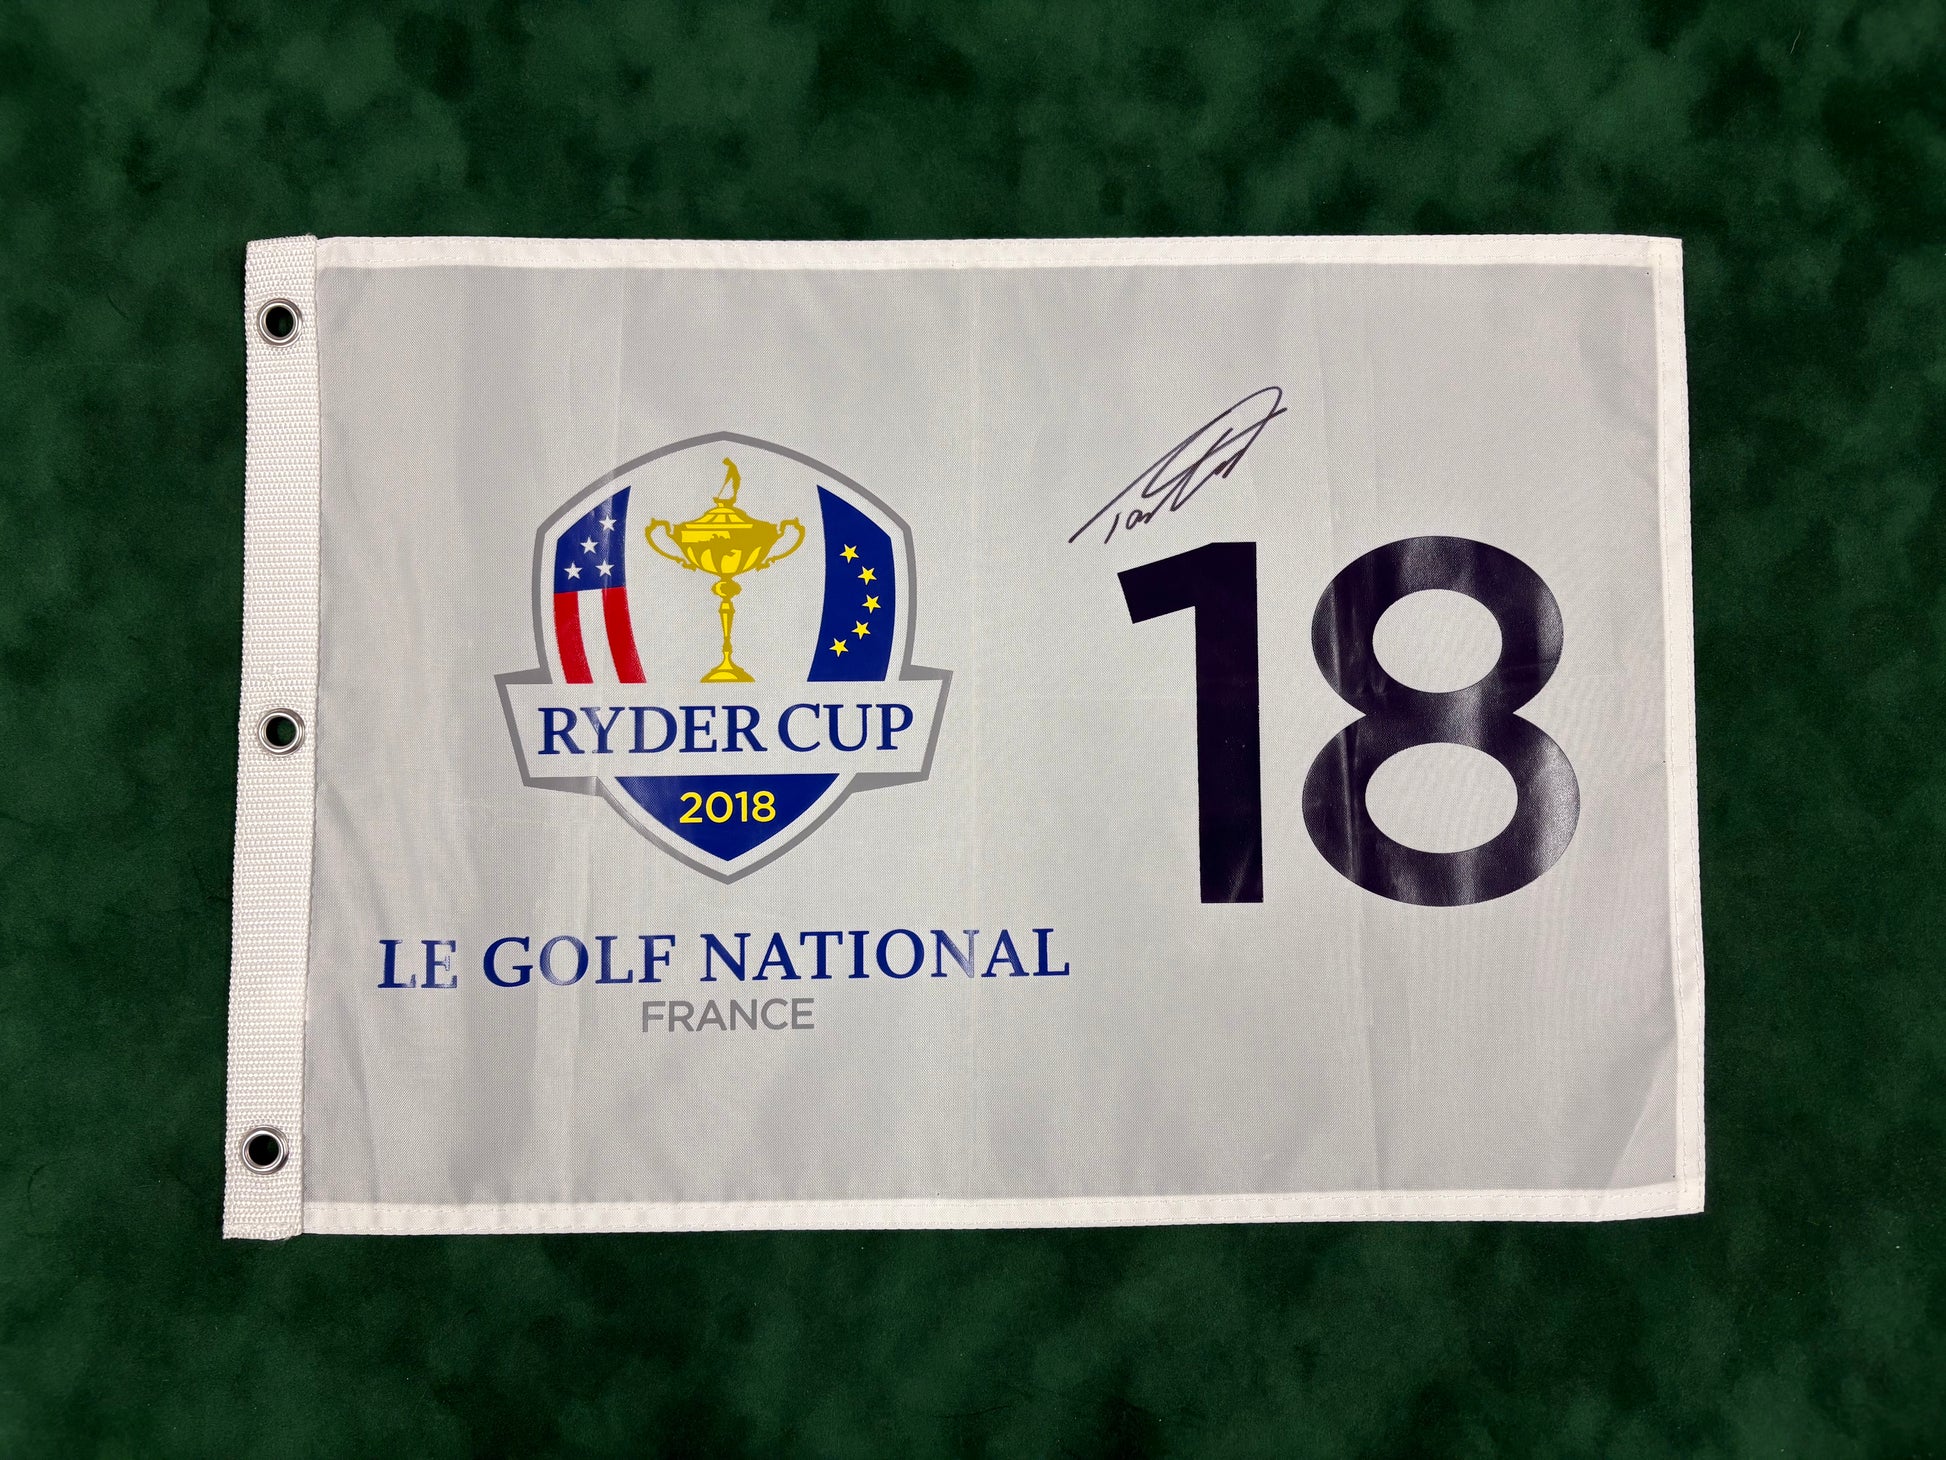 RYDER CUP
2018
LE GOLF NATIONAL
FRANCE
18